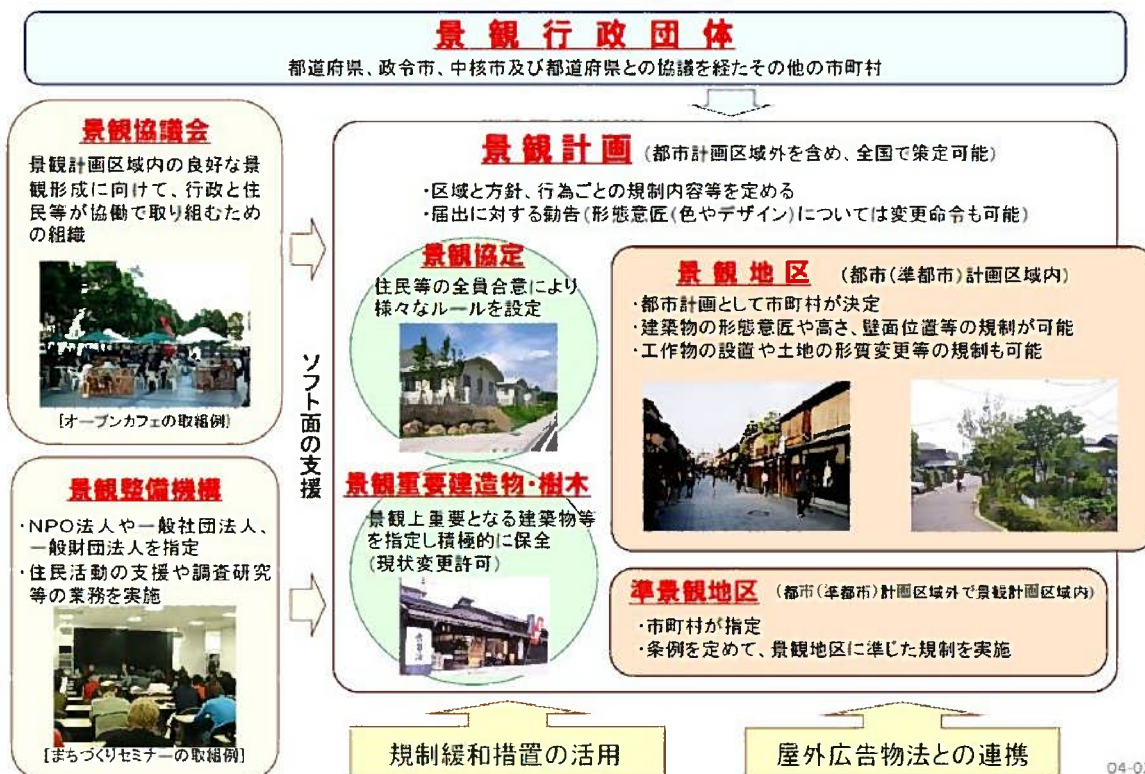 景観行政団体
都道府県、政令市、中核市及び都道府県との協議を経たその他の市町村
景観協議会
景観計画区域内の良好な景
観形成に向けて、行政と住
民等が協働で取り組むため
の組織
[オープンカフェの取組例]
景観整備機構
・NPO法人や一般社団法人、
一般財団法人を指定
・住民活動の支援や調査研究
等の業務を実施
[まちづくりセミナーの取組例]
ソフト面の支援
景観計画 (都市計画区域外を含め、全国で策定可能)
・区域と方針、行為ごとの規制内容等を定める
・届出に対する勧告(形態意匠(色やデザイン)については変更命令も可能)
景観協定
住民等の全員合意により
様々なルールを設定
景観重要建造物・樹木
景観上重要となる建築物等
を指定し積極的に保全
(現状変更許可)
景観地区 (都市(準都市)計画区域内)
・都市計画として市町村が決定
・建築物の形態意匠や高さ、壁面位置等の規制が可能
・工作物の設置や土地の形質変更等の規制も可能
準景観地区 (都市(準都市)計画区域外で景観計画区域内)
・市町村が指定
・条例を定めて、景観地区に準じた規制を実施
規制緩和措置の活用
屋外広告物法との連携